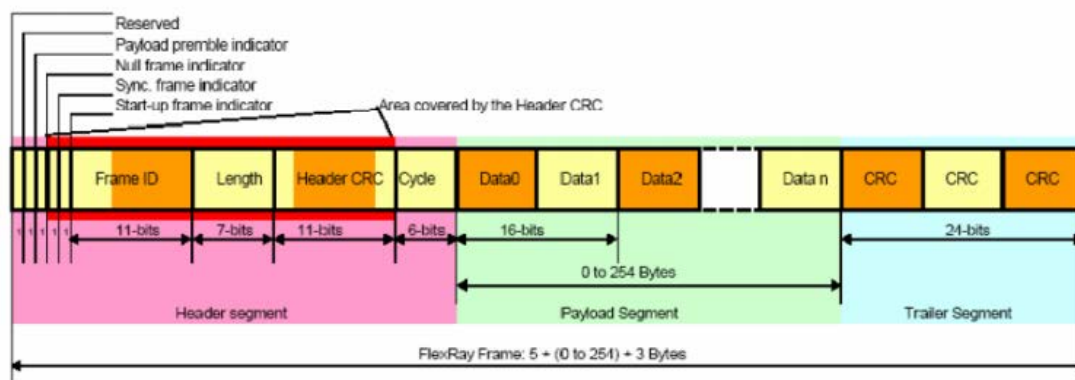 Reserved
Payload premble indicator
Null frame indicator
Sync. frame indicator
Start-up frame indicator
Area covered by the Header CRC
Frame ID Length Header CRC Cycle Data0 Data1 Data2 Data n CRC CRC CRC
1 1 1 1 1 11-bits 7-bits 11-bits 6-bits 16-bits 24-bits
0 to 254 Bytes
Header segment Payload Segment Trailer Segment
FlexRay Frame: 5 + (0 to 254) + 3 Bytes